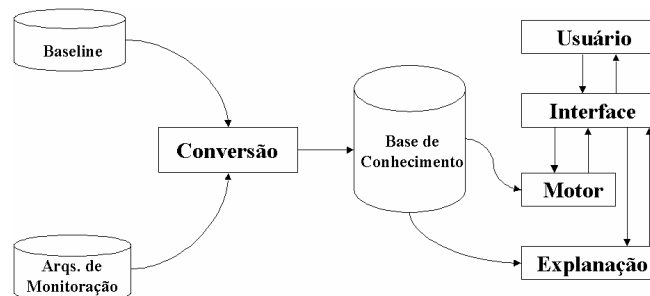 Baseline
Usuário
Interface
Conversão
Base de
Conhecimento
Motor
Arqs. de
Monitoração
Explanação